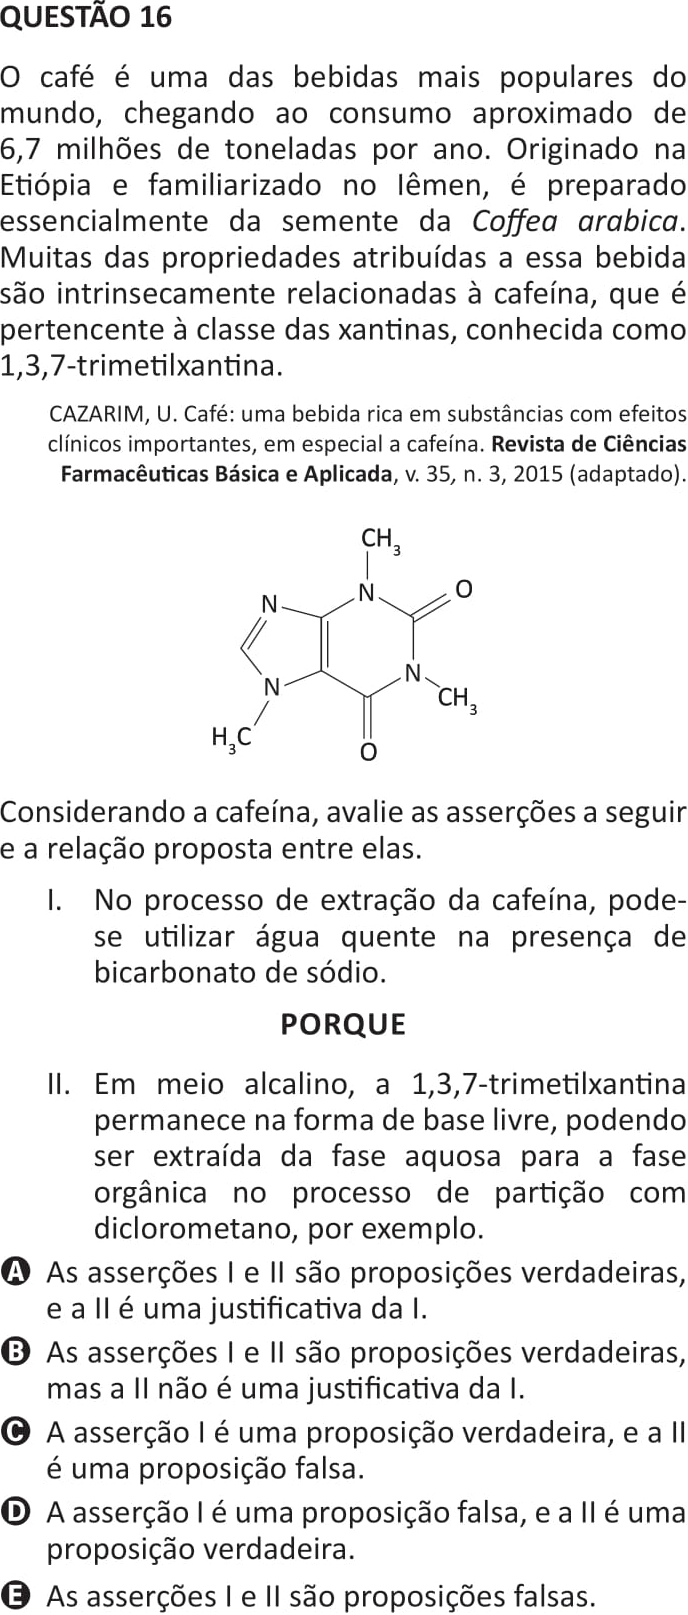 QUESTÃO 16
O café é uma das bebidas mais populares do
mundo, chegando ao consumo aproximado de
6,7 milhões de toneladas por ano. Originado na
Etiópia e familiarizado no Iêmen, é preparado
essencialmente da semente da Coffea arabica.
Muitas das propriedades atribuídas a essa bebida
são intrinsecamente relacionadas à cafeína, que é
pertencente à classe das xantinas, conhecida como
1,3,7-trimetilxantina.
CAZARIM, U. Café: uma bebida rica em substâncias com efeitos
clínicos importantes, em especial a cafeína. Revista de Ciências
Farmacêuticas Básica e Aplicada, v. 35, n. 3, 2015 (adaptado).
CH3
N
N
O
N
N
CH3
H3C
O
Considerando a cafeína, avalie as asserções a seguir
e a relação proposta entre elas.
I. No processo de extração da cafeína, pode-
se utilizar água quente na presença de
bicarbonato de sódio.
PORQUE
II. Em meio alcalino, a 1,3,7-trimetilxantina
permanece na forma de base livre, podendo
ser extraída da fase aquosa para a fase
orgânica no processo de partição com
diclorometano, por exemplo.
A As asserções I e II são proposições verdadeiras,
e a II é uma justificativa da I.
B As asserções I e II são proposições verdadeiras,
mas a II não é uma justificativa da I.
C A asserção I é uma proposição verdadeira, e a II
é uma proposição falsa.
D A asserção I é uma proposição falsa, e a II é uma
proposição verdadeira.
E As asserções I e II são proposições falsas.